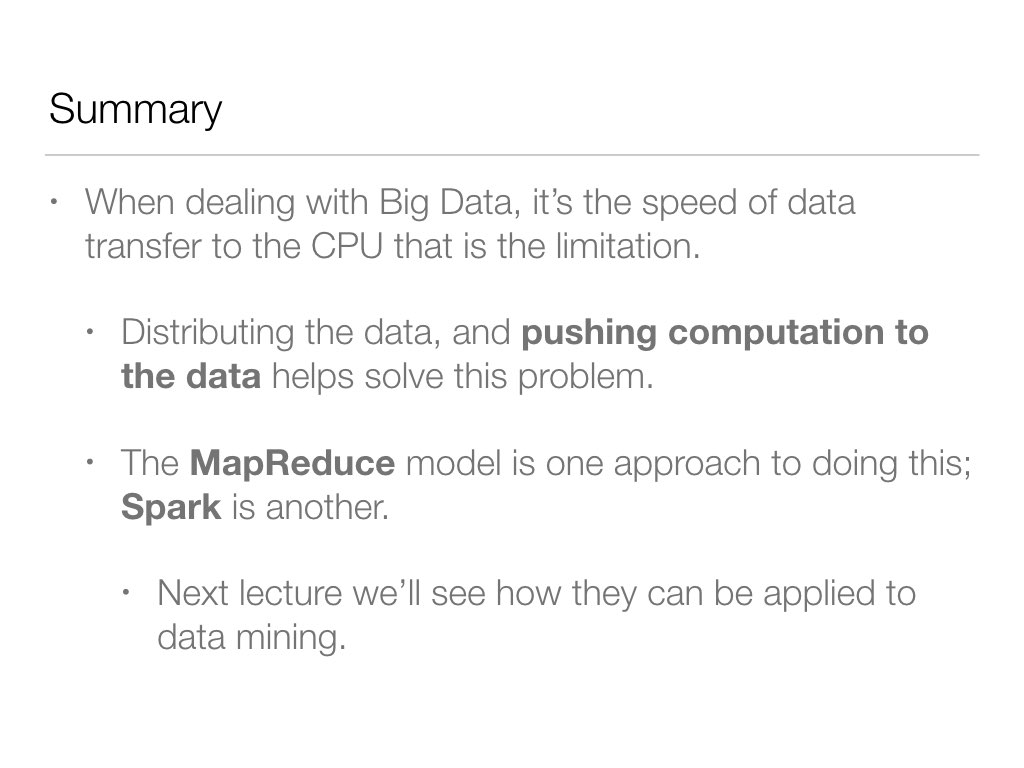 Summary
• When dealing with Big Data, it’s the speed of data
transfer to the CPU that is the limitation.
• Distributing the data, and pushing computation to
the data helps solve this problem.
• The MapReduce model is one approach to doing this;
Spark is another.
• Next lecture we’ll see how they can be applied to
data mining.